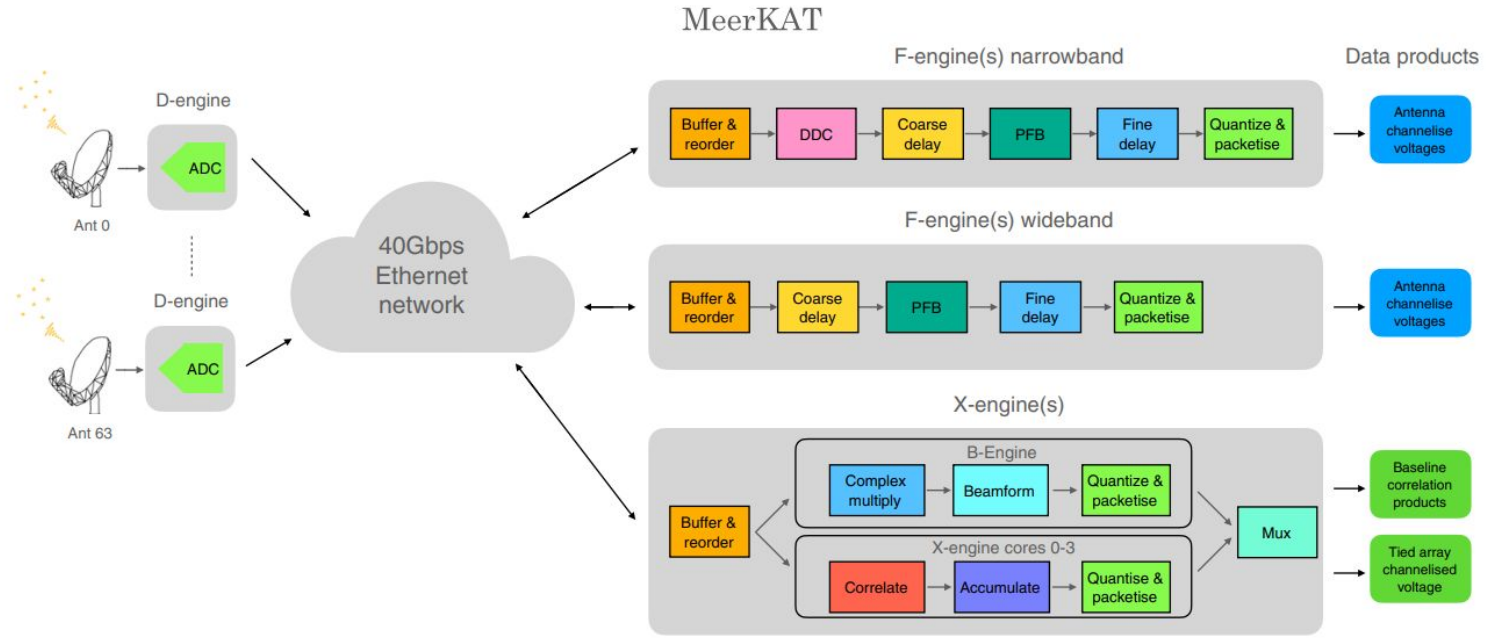 MeerKAT
F-engine(s) narrowband
Data products
D-engine
ADC
Ant 0
Buffer &
reorder
DDC
Coarse
delay
PFB
Fine
delay
Quantize &
packetise
Antenna
channelise
voltages
F-engine(s) wideband
40Gbps
Ethernet
network
D-engine
ADC
Ant 63
Buffer &
reorder
Coarse
delay
PFB
Fine
delay
Quantize &
packetise
Antenna
channelise
voltages
X-engine(s)
B-Engine
Complex
multiply
Beamform
Quantize &
packetise
Buffer &
reorder
X-engine cores 0-3
Correlate
Accumulate
Quantise &
packetise
Mux
Baseline
correlation
products
Tied array
channelised
voltage